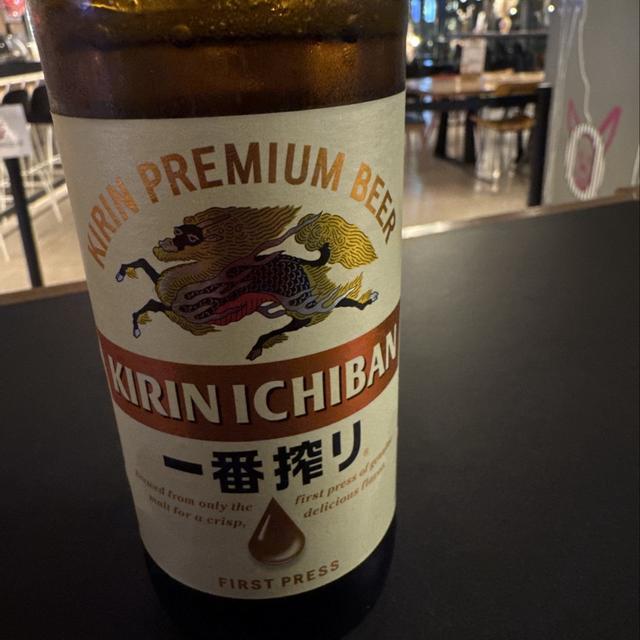 KIRIN PREMIUM BEER
KIRIN ICHIBAN
一番搾り
Brewed from only the first press of
malt for a crisp, delicious flavor.
FIRST PRESS